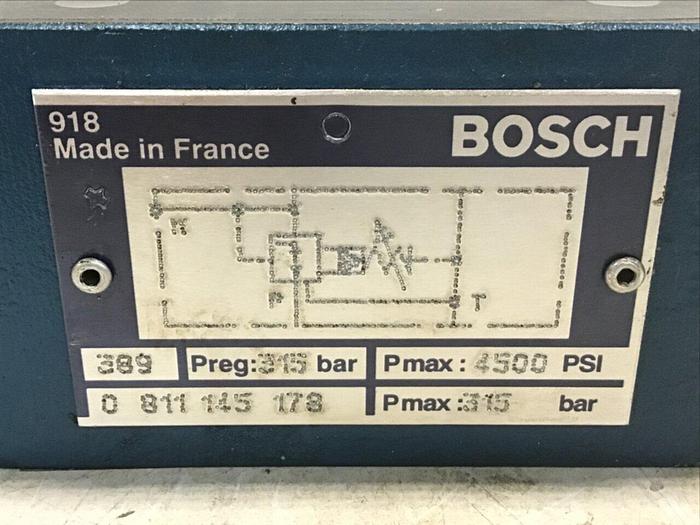 918
Made in France
BOSCH
P
T
389
Preg: 315 bar
Pmax: 4500 PSI
0 811 145 178
Pmax: 315 bar